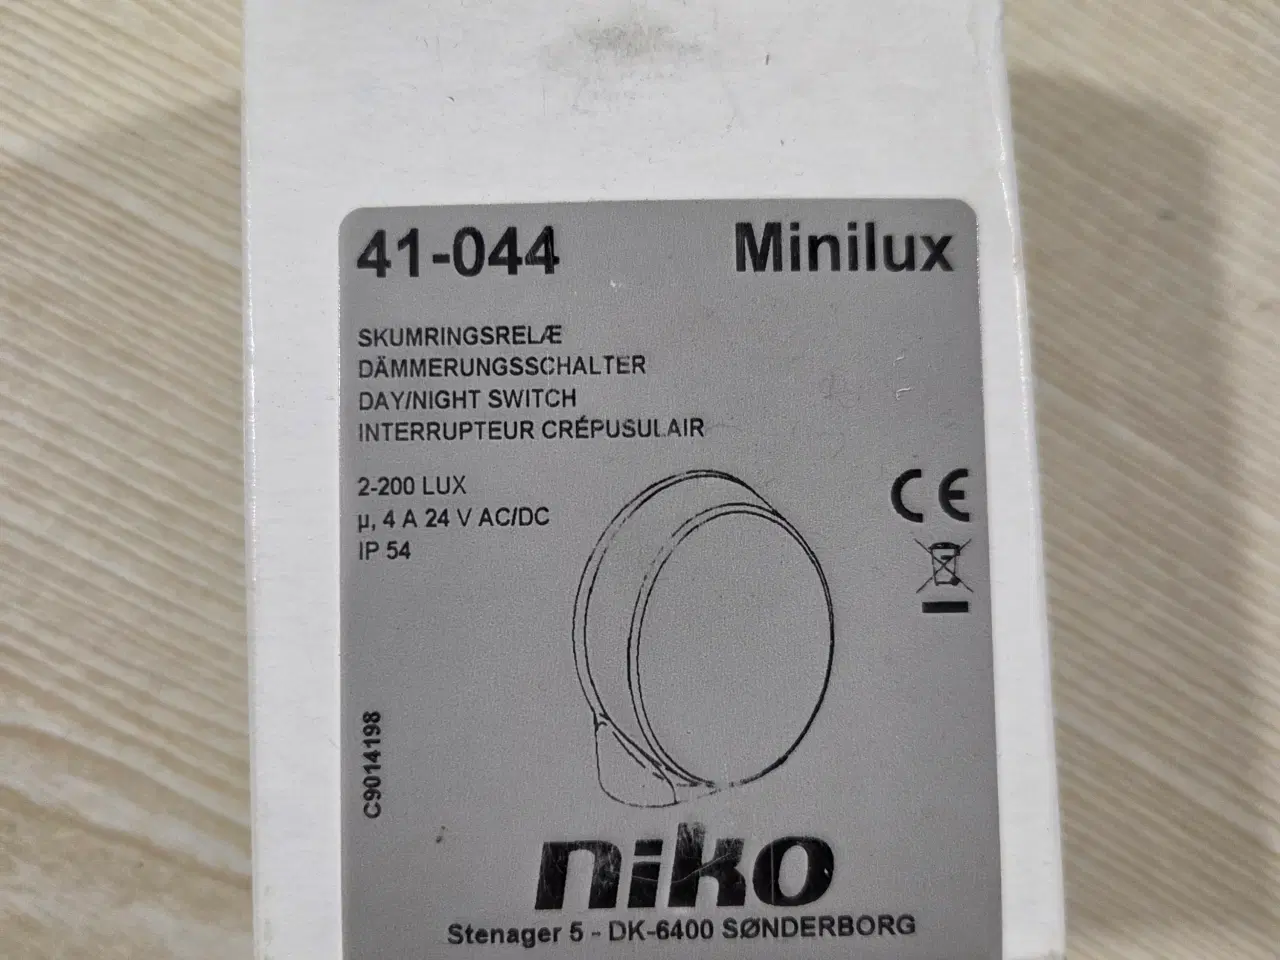 41-044 Minilux
SKUMRINGSRELÆ
DÄMMERUNGSSCHALTER
DAY/NIGHT SWITCH
INTERRUPTEUR CRÉPUSULAIR
2-200 LUX
µ, 4 A 24 V AC/DC
IP 54
CE
C9014198
niko
Stenager 5 - DK-6400 SØNDERBORG